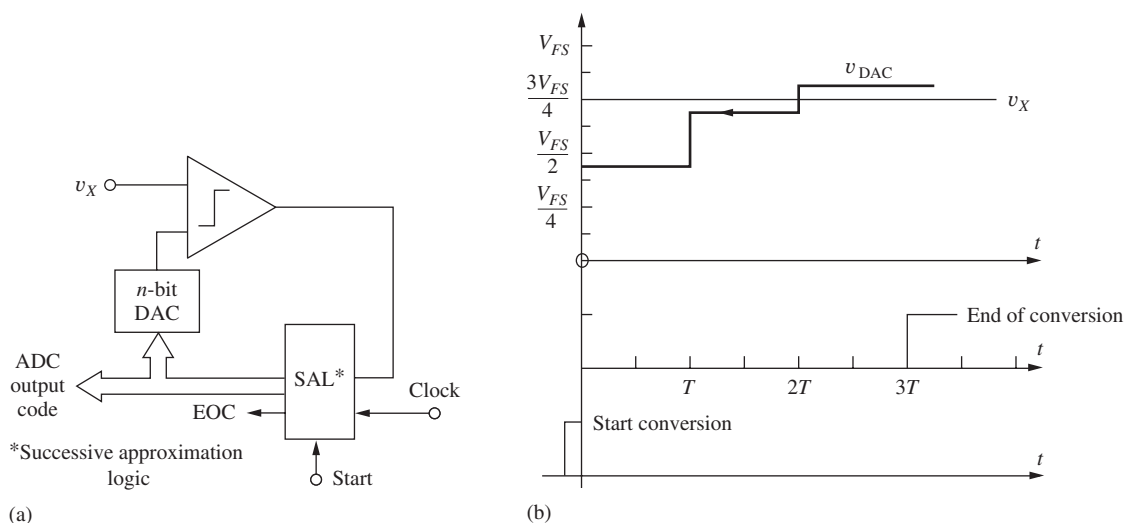 v_X
n-bit
DAC
ADC
output
code
SAL*
EOC
Clock
Start
*Successive approximation
logic
(a)
V_FS
3V_FS
4
V_FS
2
V_FS
4
v_DAC
v_X
t
End of conversion
t
T
2T
3T
Start conversion
t
(b)